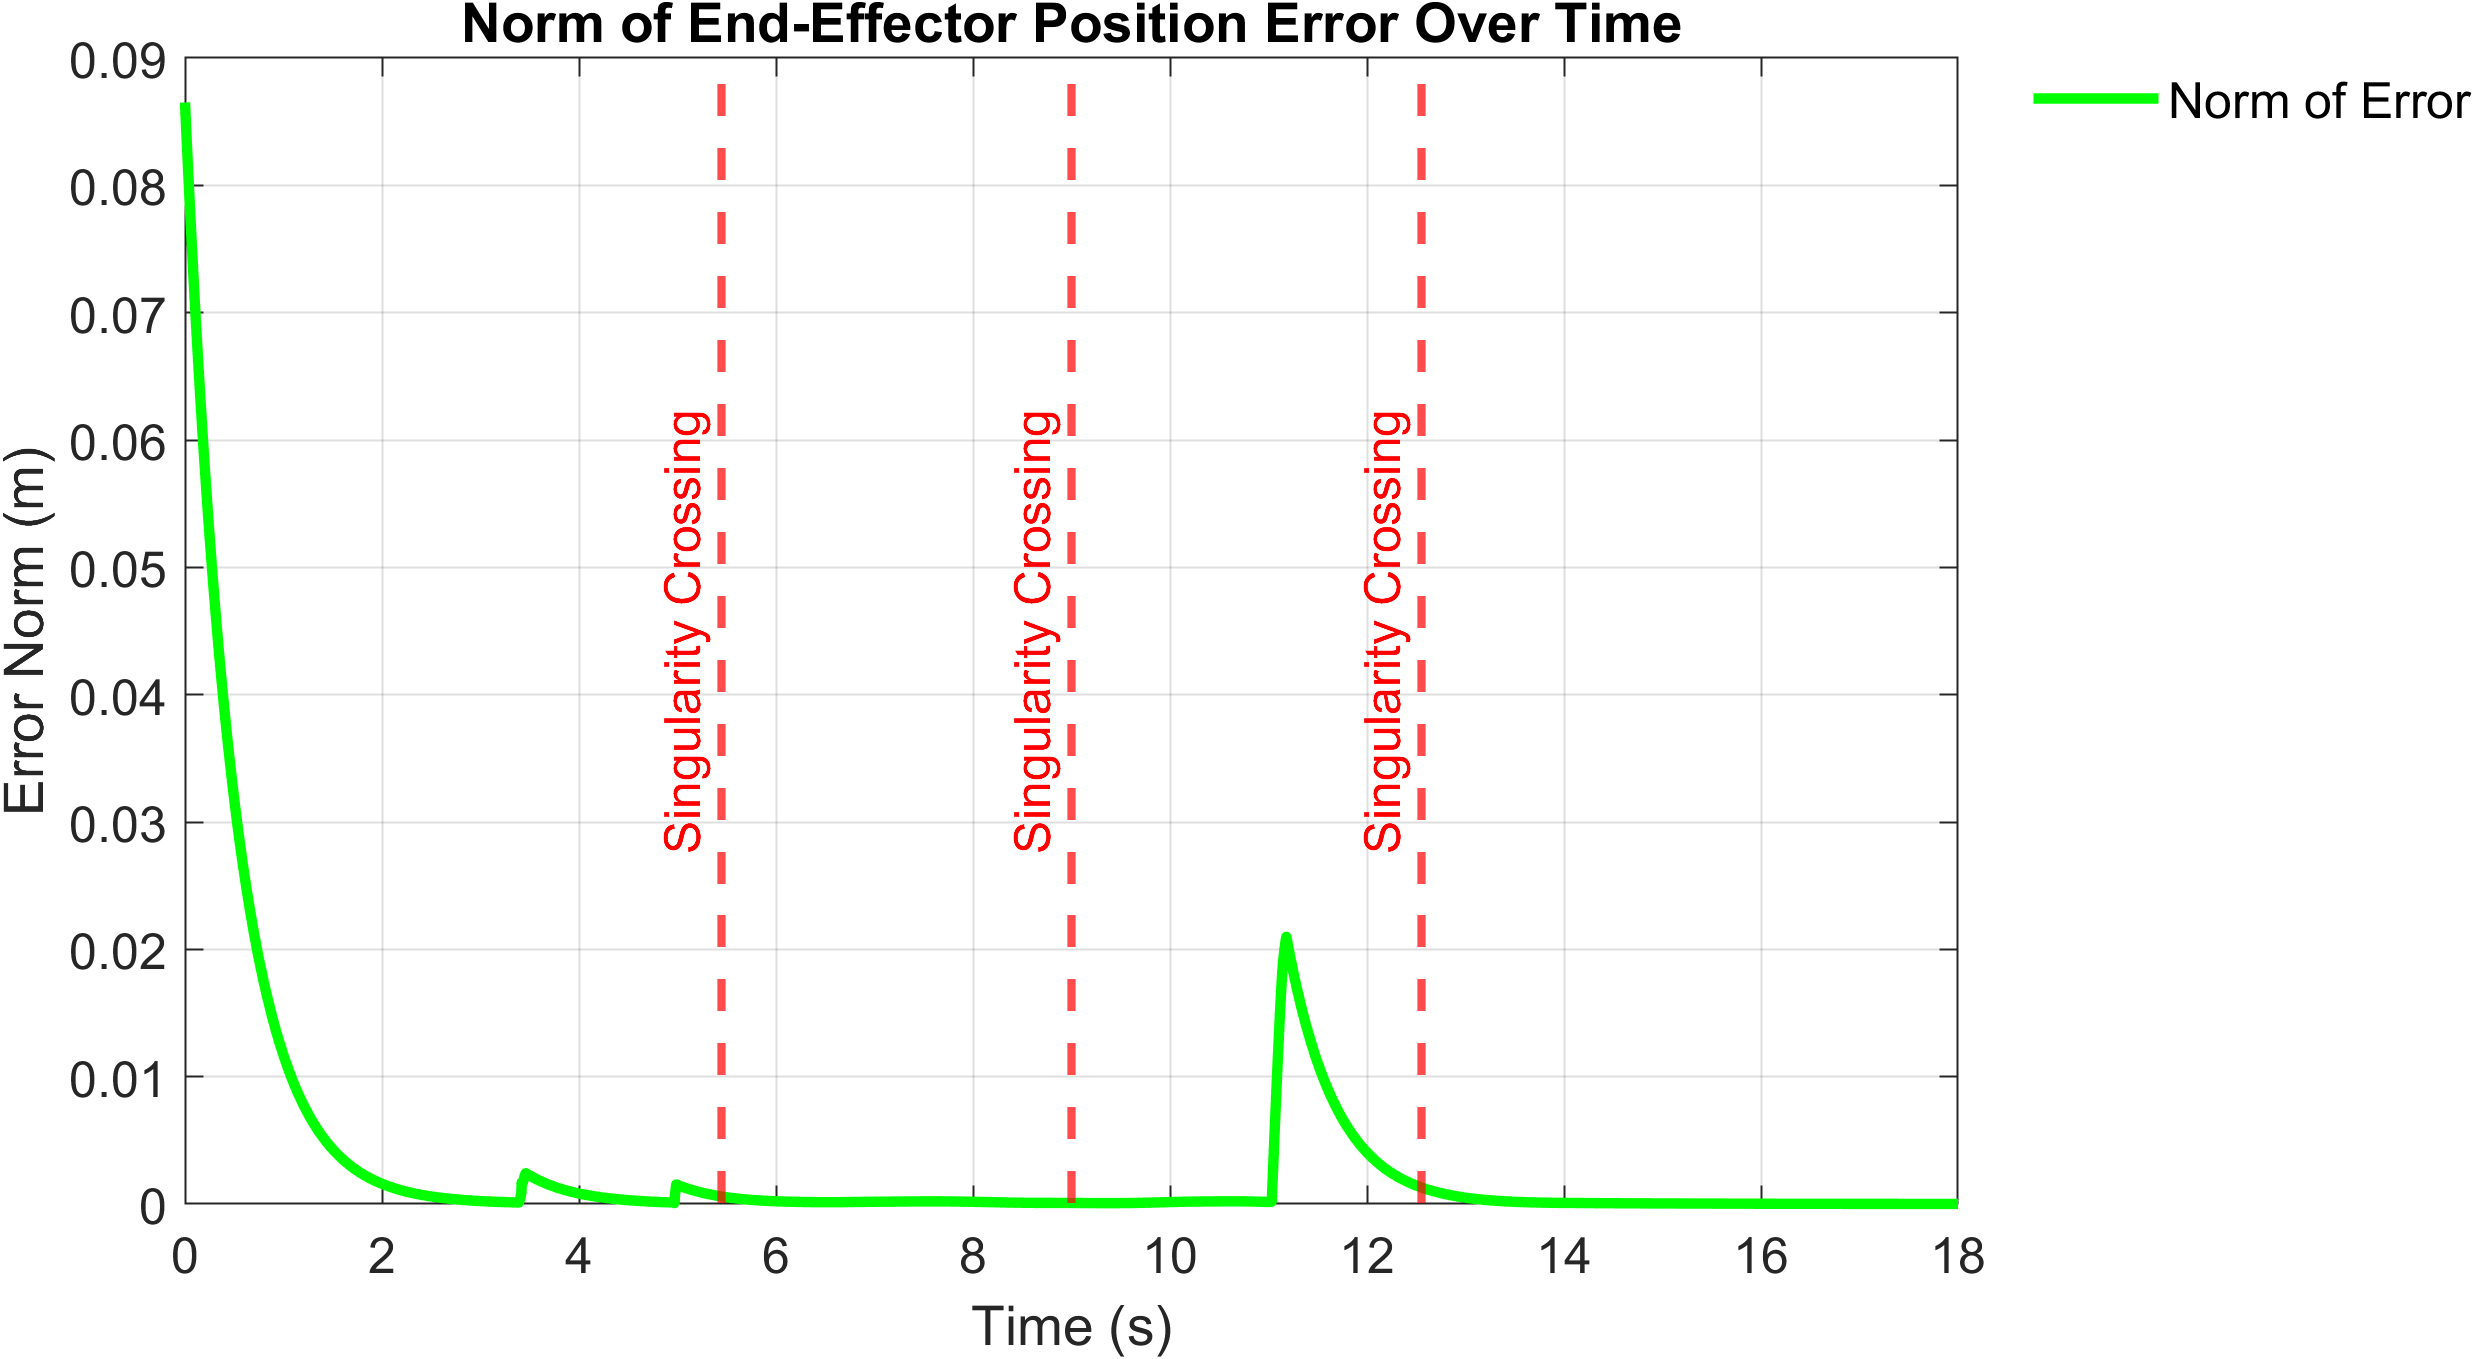 Norm of End-Effector Position Error Over Time
Norm of Error
Error Norm (m)
0.09
0.08
0.07
0.06
0.05
0.04
0.03
0.02
0.01
0
Singularity Crossing
Singularity Crossing
Singularity Crossing
0 2 4 6 8 10 12 14 16 18
Time (s)